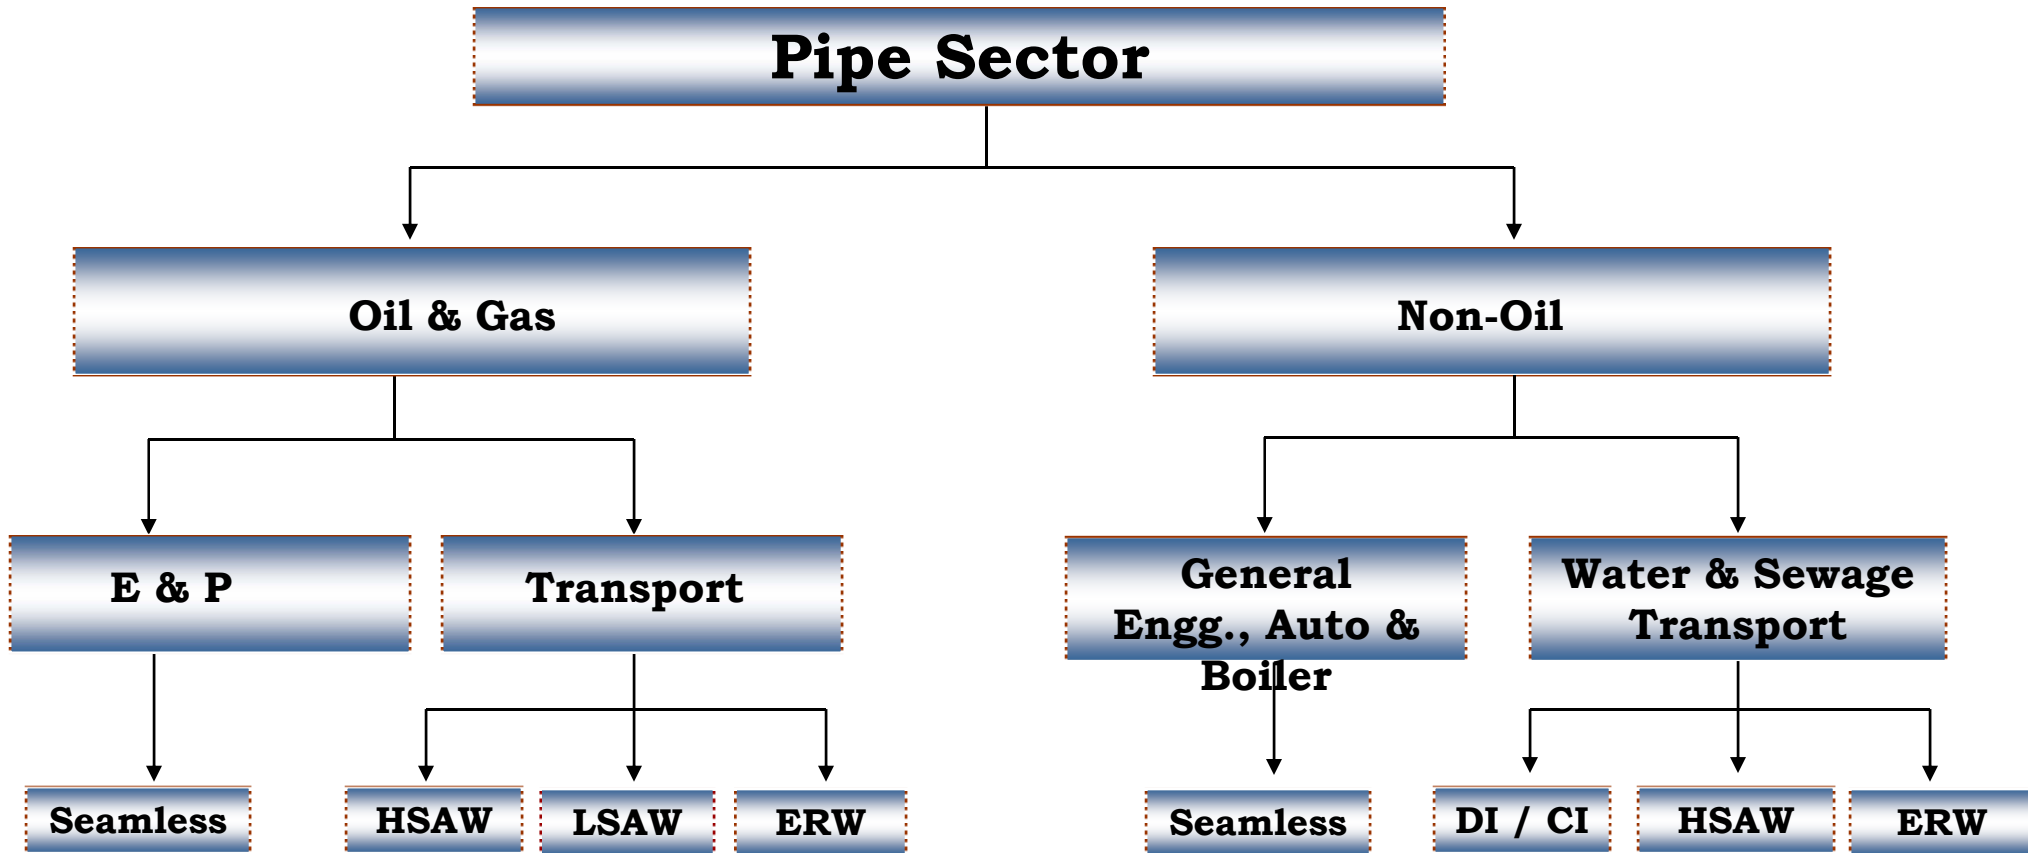 Pipe Sector
Oil & Gas
Non-Oil
E & P
Transport
General
Engg., Auto &
Boiler
Water & Sewage
Transport
Seamless
HSAW
LSAW
ERW
Seamless
DI / CI
HSAW
ERW